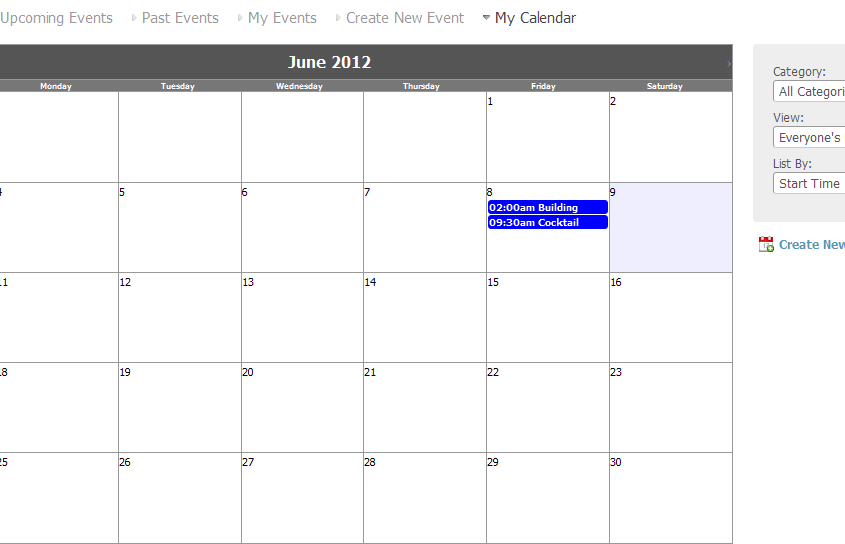 Upcoming Events Past Events My Events Create New Event My Calendar
June 2012
Monday Tuesday Wednesday Thursday Friday Saturday
1 2
4 5 6 7 8 9
02:00am Building
09:30am Cocktail
11 12 13 14 15 16
18 19 20 21 22 23
25 26 27 28 29 30
Category:
All Categori
View:
Everyone's
List By:
Start Time
Create New